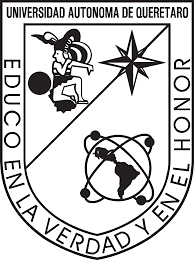 UNIVERSIDAD AUTONOMA DE QUERETARO
EDUCO EN LA VERDAD Y EN EL HONOR